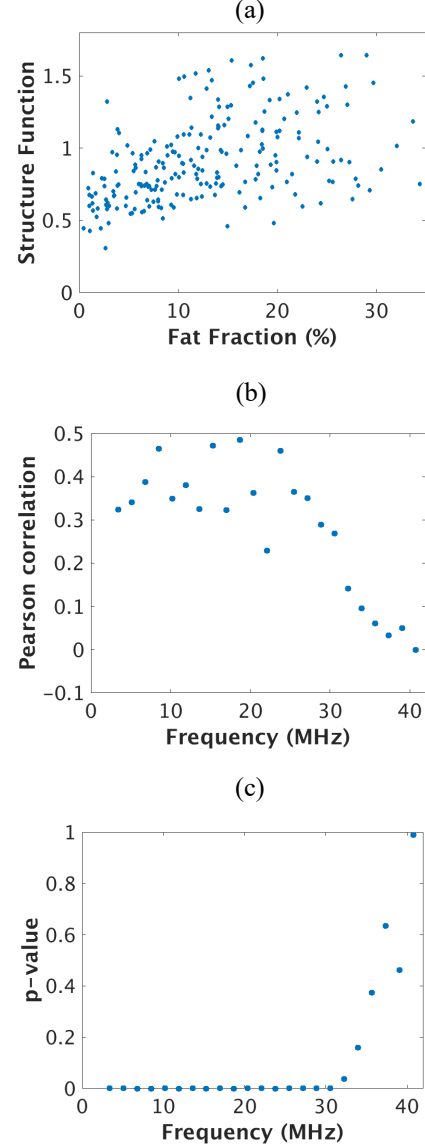 (a)
1.5
1
0.5
0
Structure Function
0 10 20 30
Fat Fraction (%)
(b)
0.5
0.4
0.3
0.2
0.1
0
−0.1
Pearson correlation
0 10 20 30 40
Frequency (MHz)
(c)
1
0.8
0.6
0.4
0.2
0
p-value
0 10 20 30 40
Frequency (MHz)